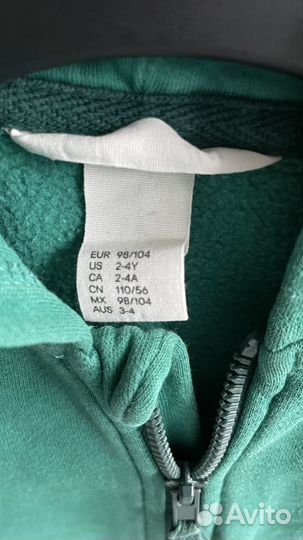 EUR 98/104
US 2-4Y
CA 2-4A
CN 110/56
MX 98/104
AUS 3-4
Avito